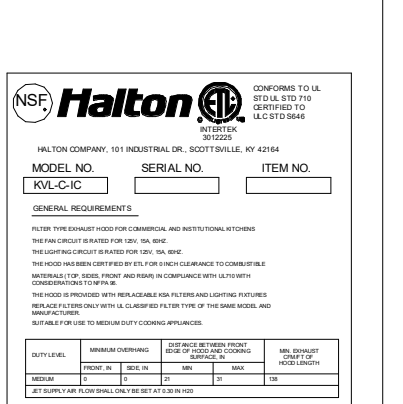 NSF
Halton
CONFORMS TO UL
STD UL STD 710
CERTIFIED TO
ULC STD S646
INTERTEK
3012225
HALTON COMPANY, 101 INDUSTRIAL DR., SCOTTSVILLE, KY 42164
MODEL NO. SERIAL NO. ITEM NO.
KVL-C-IC
GENERAL REQUIREMENTS
FILTER TYPE EXHAUST HOOD FOR COMMERCIAL AND INSTITUTIONAL KITCHENS
THE FAN CIRCUIT IS RATED FOR 125V, 15A, 60HZ.
THE LIGHTING CIRCUIT IS RATED FOR 125V, 15A, 60HZ.
THE HOOD HAS BEEN CERTIFIED BY ETL FOR 0 INCH CLEARANCE TO COMBUSTIBLE
MATERIALS (TOP, SIDES, FRONT AND REAR) IN COMPLIANCE WITH UL710 WITH
CONSIDERATIONS TO NFPA 96.
THE HOOD IS PROVIDED WITH REPLACEABLE KSA FILTERS AND LIGHTING FIXTURES
REPLACE FILTERS ONLY WITH UL CLASSIFIED FILTER TYPE OF THE SAME MODEL AND
MANUFACTURER.
SUITABLE FOR USE TO MEDIUM DUTY COOKING APPLIANCES.
DUTY LEVEL
MINIMUM OVERHANG
FRONT, IN SIDE, IN
DISTANCE BETWEEN FRONT
EDGE OF HOOD AND COOKING
SURFACE, IN
MIN MAX
MIN. EXHAUST
CFM/FT OF
HOOD LENGTH
MEDIUM 0 0 21 31 138
JET SUPPLY AIR FLOW SHALL ONLY BE SET AT 0.30 IN H20